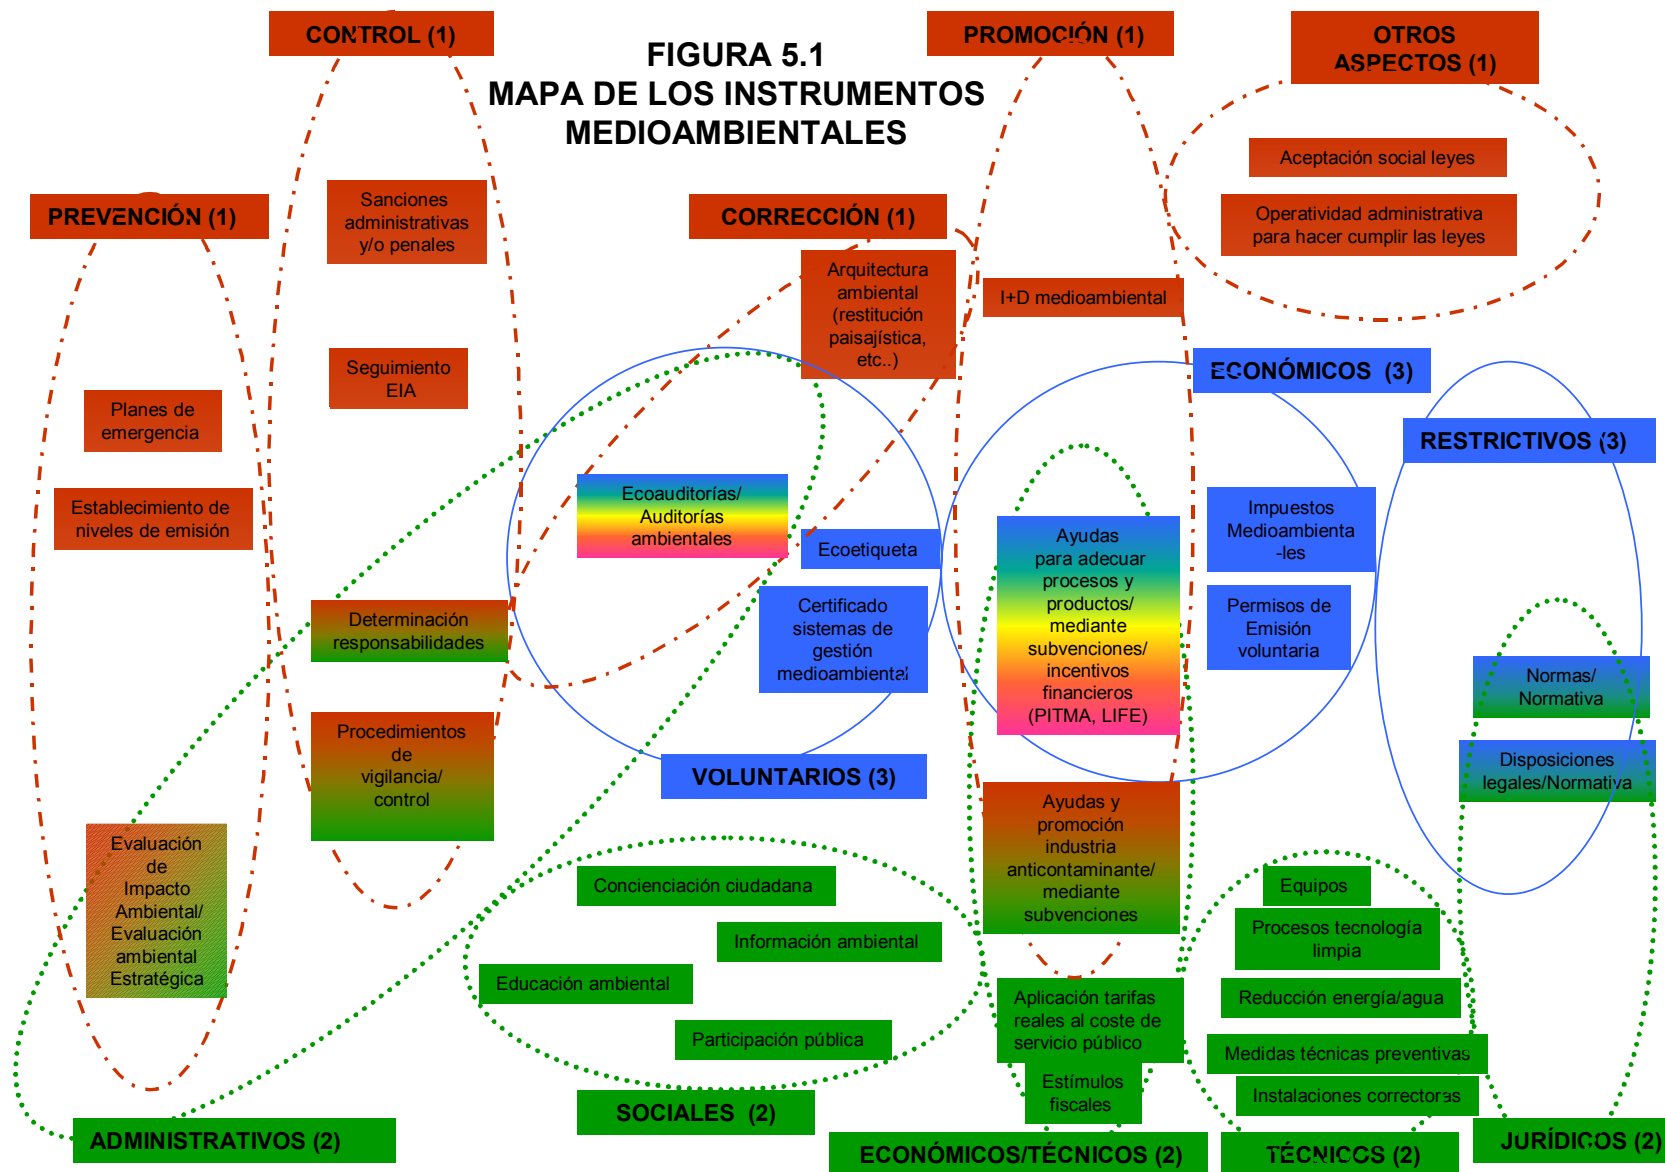 CONTROL (1)
FIGURA 5.1
MAPA DE LOS INSTRUMENTOS
MEDIOAMBIENTALES
PROMOCIÓN (1)
OTROS
ASPECTOS (1)
Aceptación social leyes
Operatividad administrativa
para hacer cumplir las leyes
PREVENCIÓN (1)
Sanciones
administrativas
y/o penales
CORRECCIÓN (1)
Arquitectura
ambiental
(restitución
paisajística,
etc..)
I+D medioambiental
Seguimiento
EIA
ECONÓMICOS (3)
Planes de
emergencia
RESTRICTIVOS (3)
Establecimiento de
niveles de emisión
Ecoauditorías/
Auditorías
ambientales
Ecoetiqueta
Ayudas
para adecuar
procesos y
productos/
mediante
subvenciones/
incentivos
financieros
(PITMA, LIFE)
Impuestos
Medioambienta
-les
Determinación
responsabilidades
Certificado
sistemas de
gestión
medioambiental
Permisos de
Emisión
voluntaria
Normas/
Normativa
Procedimientos
de
vigilancia/
control
VOLUNTARIOS (3)
Disposiciones
legales/Normativa
Ayudas y
promoción
industria
anticontaminante/
mediante
subvenciones
Evaluación
de
Impacto
Ambiental/
Evaluación
ambiental
Estratégica
Concienciación ciudadana
Información ambiental
Educación ambiental
Participación pública
Equipos
Procesos tecnología
limpia
Reducción energía/agua
Medidas técnicas preventivas
Instalaciones correctoras
Aplicación tarifas
reales al coste de
servicio público
Estímulos
fiscales
ADMINISTRATIVOS (2)
SOCIALES (2)
ECONÓMICOS/TÉCNICOS (2)
TÉCNICOS (2)
JURÍDICOS (2)